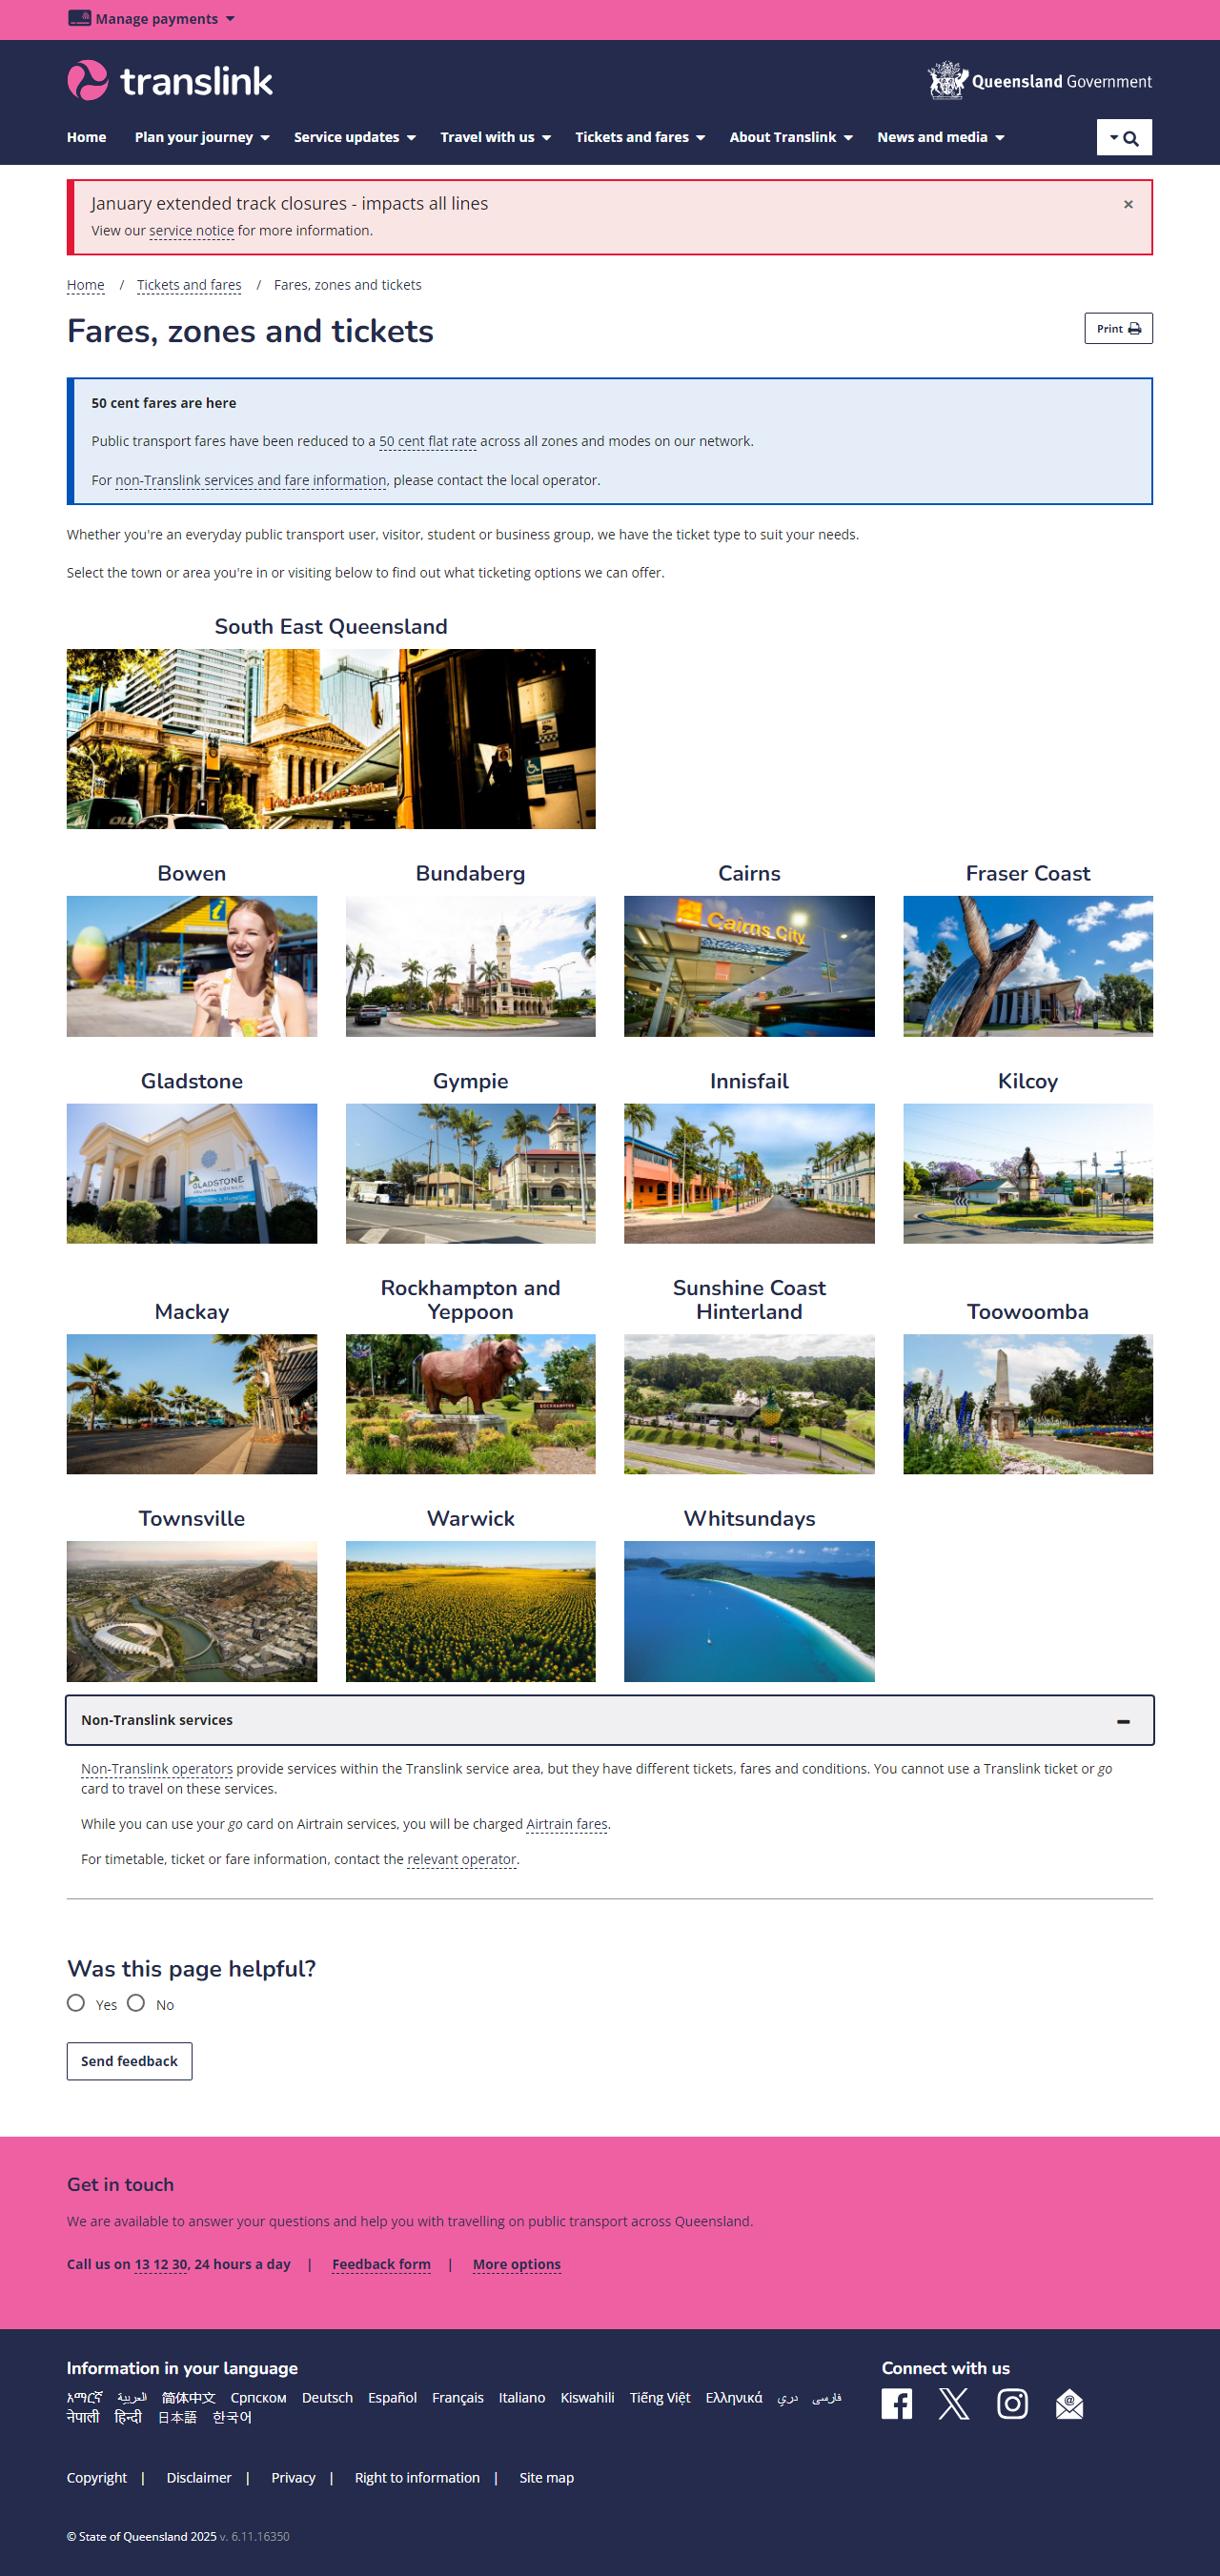 Manage payments
translink
Queensland Government
Home Plan your journey Service updates Travel with us Tickets and fares About Translink News and media
January extended track closures - impacts all lines
×
View our service notice for more information.
Home / Tickets and fares / Fares, zones and tickets
Fares, zones and tickets
Print
50 cent fares are here
Public transport fares have been reduced to a 50 cent flat rate across all zones and modes on our network.
For non-Translink services and fare information, please contact the local operator.
Whether you're an everyday public transport user, visitor, student or business group, we have the ticket type to suit your needs.
Select the town or area you're in or visiting below to find out what ticketing options we can offer.
South East Queensland
King George Square Station
Bowen Bundaberg Cairns Fraser Coast
Cairns City
Gladstone Gympie Innisfail Kilcoy
GLADSTONE
Rockhampton and Yeppoon
Sunshine Coast Hinterland
Mackay Toowoomba
ROCKHAMPTON
Townsville Warwick Whitsundays
Non-Translink services
Non-Translink operators provide services within the Translink service area, but they have different tickets, fares and conditions. You cannot use a Translink ticket or go
card to travel on these services.
While you can use your go card on Airtrain services, you will be charged Airtrain fares.
For timetable, ticket or fare information, contact the relevant operator.
Was this page helpful?
Yes No
Send feedback
Get in touch
We are available to answer your questions and help you with travelling on public transport across Queensland.
Call us on 13 12 30, 24 hours a day | Feedback form | More options
Information in your language
አማርኛ العربية 简体中文 Српском Deutsch Español Français Italiano Kiswahili Tiếng Việt Ελληνικά دري فارسی
नेपाली हिन्दी 日本語 한국어
Connect with us
Copyright | Disclaimer | Privacy | Right to information | Site map
© State of Queensland 2025 v. 6.11.16350